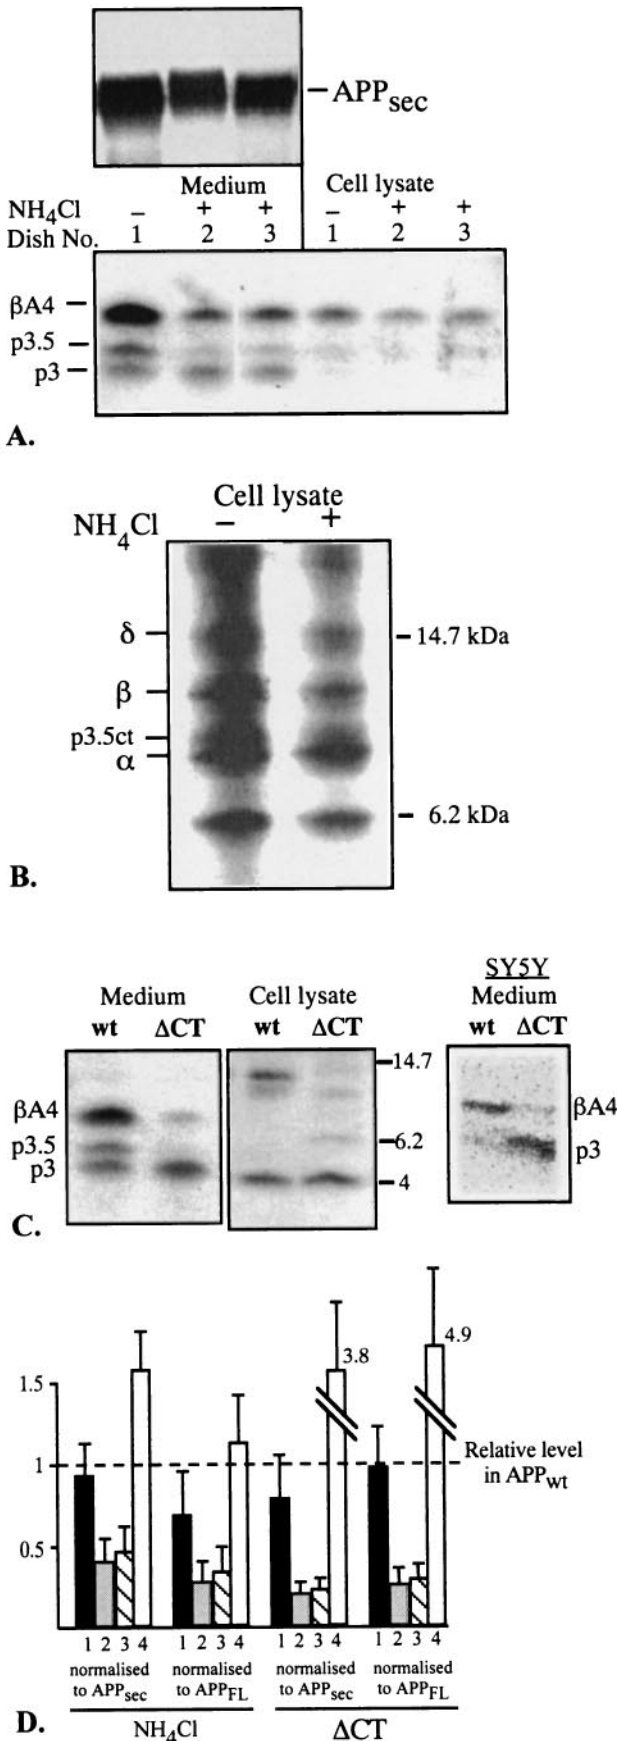 – APPsec
Medium Cell lysate
NH4Cl – + + – + +
Dish No. 1 2 3 1 2 3
βA4 –
p3.5 –
p3 –
A.
Cell lysate
NH4Cl – +
δ – – 14.7 kDa
β –
p3.5ct –
α –
– 6.2 kDa
B.
SY5Y
Medium Cell lysate Medium
wt ΔCT wt ΔCT wt ΔCT
– 14.7
βA4 βA4
p3.5 – 6.2
p3 – 4 p3
C.
4.9
3.8
1.5
Relative level
in APPwt
1
0.5
1 2 3 4 1 2 3 4 1 2 3 4 1 2 3 4
normalised normalised normalised normalised
to APPsec to APPFL to APPsec to APPFL
D. NH4Cl ΔCT